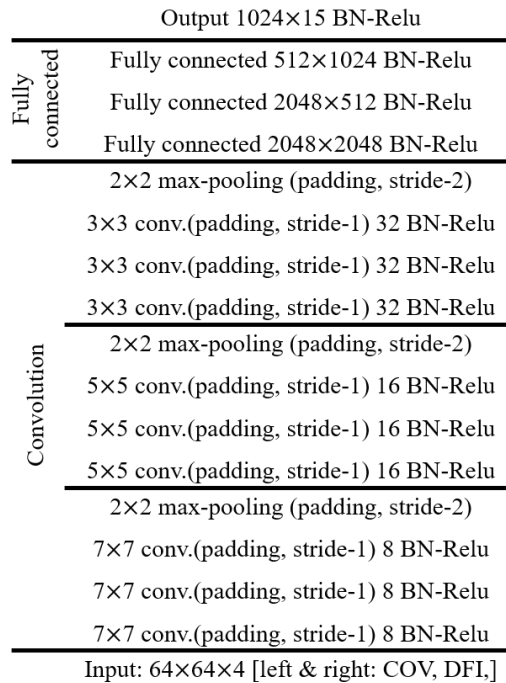 Output 1024×15 BN-Relu
Fully connected
Fully connected 512×1024 BN-Relu
Fully connected 2048×512 BN-Relu
Fully connected 2048×2048 BN-Relu
Convolution
2×2 max-pooling (padding, stride-2)
3×3 conv.(padding, stride-1) 32 BN-Relu
3×3 conv.(padding, stride-1) 32 BN-Relu
3×3 conv.(padding, stride-1) 32 BN-Relu
2×2 max-pooling (padding, stride-2)
5×5 conv.(padding, stride-1) 16 BN-Relu
5×5 conv.(padding, stride-1) 16 BN-Relu
5×5 conv.(padding, stride-1) 16 BN-Relu
2×2 max-pooling (padding, stride-2)
7×7 conv.(padding, stride-1) 8 BN-Relu
7×7 conv.(padding, stride-1) 8 BN-Relu
7×7 conv.(padding, stride-1) 8 BN-Relu
Input: 64×64×4 [left & right: COV, DFI,]